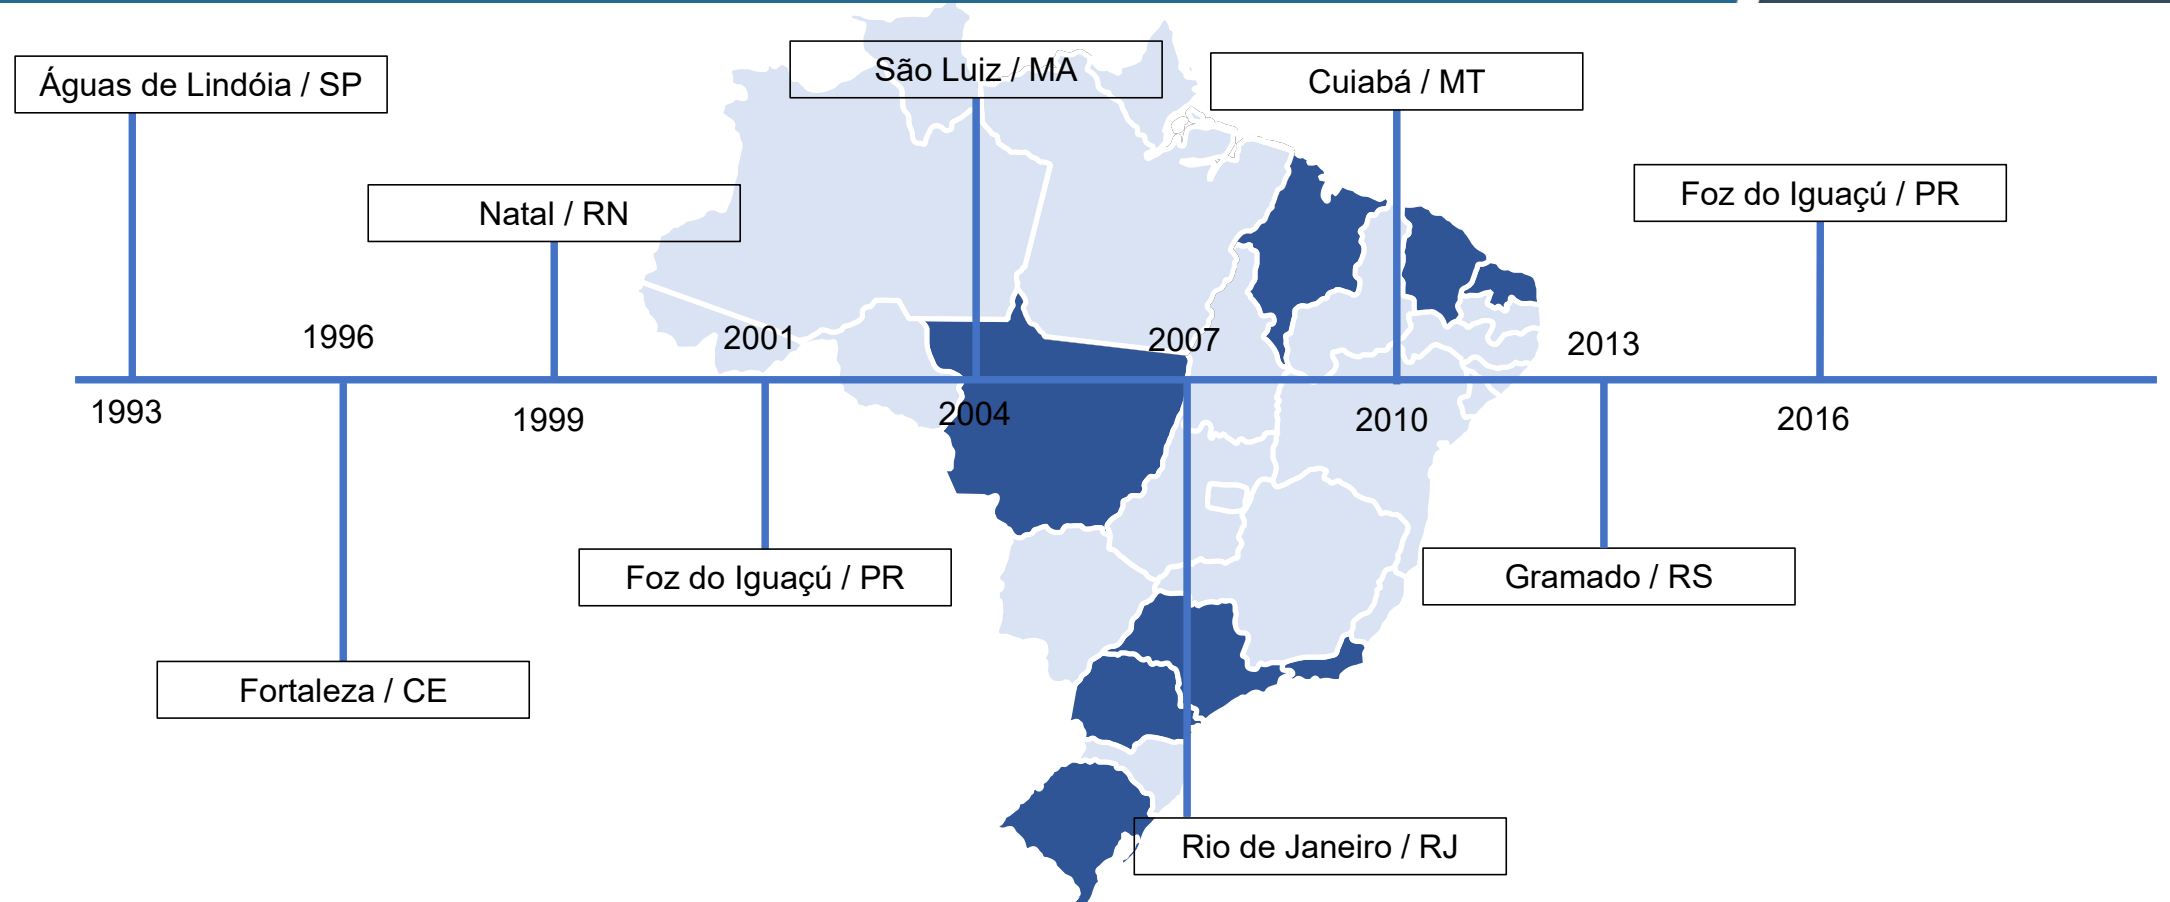 São Luiz / MA
Cuiabá / MT
Águas de Lindóia / SP
Foz do Iguaçú / PR
Natal / RN
1996
2001
2007
2013
1993
1999
2004
2010
2016
Foz do Iguaçú / PR
Gramado / RS
Fortaleza / CE
Rio de Janeiro / RJ